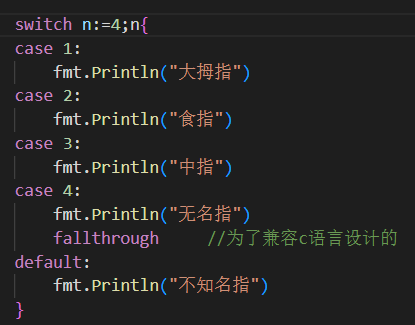 switch n:=4;n{
case 1:
    fmt.Println("大拇指")
case 2:
    fmt.Println("食指")
case 3:
    fmt.Println("中指")
case 4:
    fmt.Println("无名指")
    fallthrough     //为了兼容c语言设计的
default:
    fmt.Println("不知名指")
}